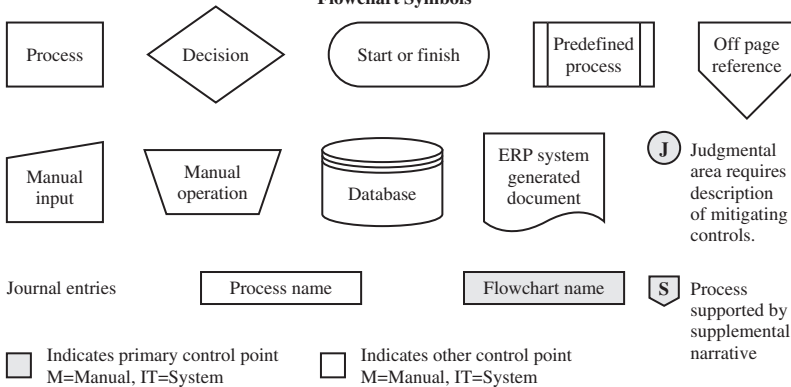 Flowchart Symbols
Process
Decision
Start or finish
Predefined
process
Off page
reference
Manual
input
Manual
operation
Database
ERP system
generated
document
J
Judgmental
area requires
description
of mitigating
controls.
Journal entries
Process name
Flowchart name
S
Process
supported by
supplemental
narrative
Indicates primary control point
M=Manual, IT=System
Indicates other control point
M=Manual, IT=System